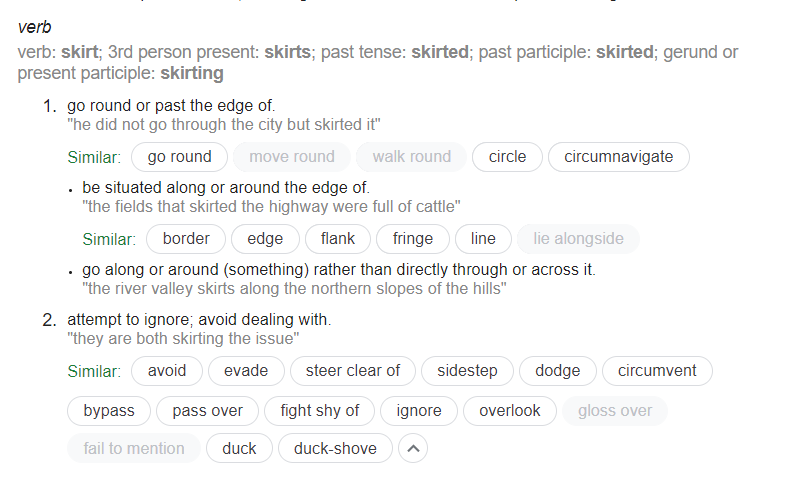 verb
verb: skirt; 3rd person present: skirts; past tense: skirted; past participle: skirted; gerund or
present participle: skirting
1. go round or past the edge of.
"he did not go through the city but skirted it"
Similar: go round move round walk round circle circumnavigate
• be situated along or around the edge of.
"the fields that skirted the highway were full of cattle"
Similar: border edge flank fringe line lie alongside
• go along or around (something) rather than directly through or across it.
"the river valley skirts along the northern slopes of the hills"
2. attempt to ignore; avoid dealing with.
"they are both skirting the issue"
Similar: avoid evade steer clear of sidestep dodge circumvent
bypass pass over fight shy of ignore overlook gloss over
fail to mention duck duck-shove